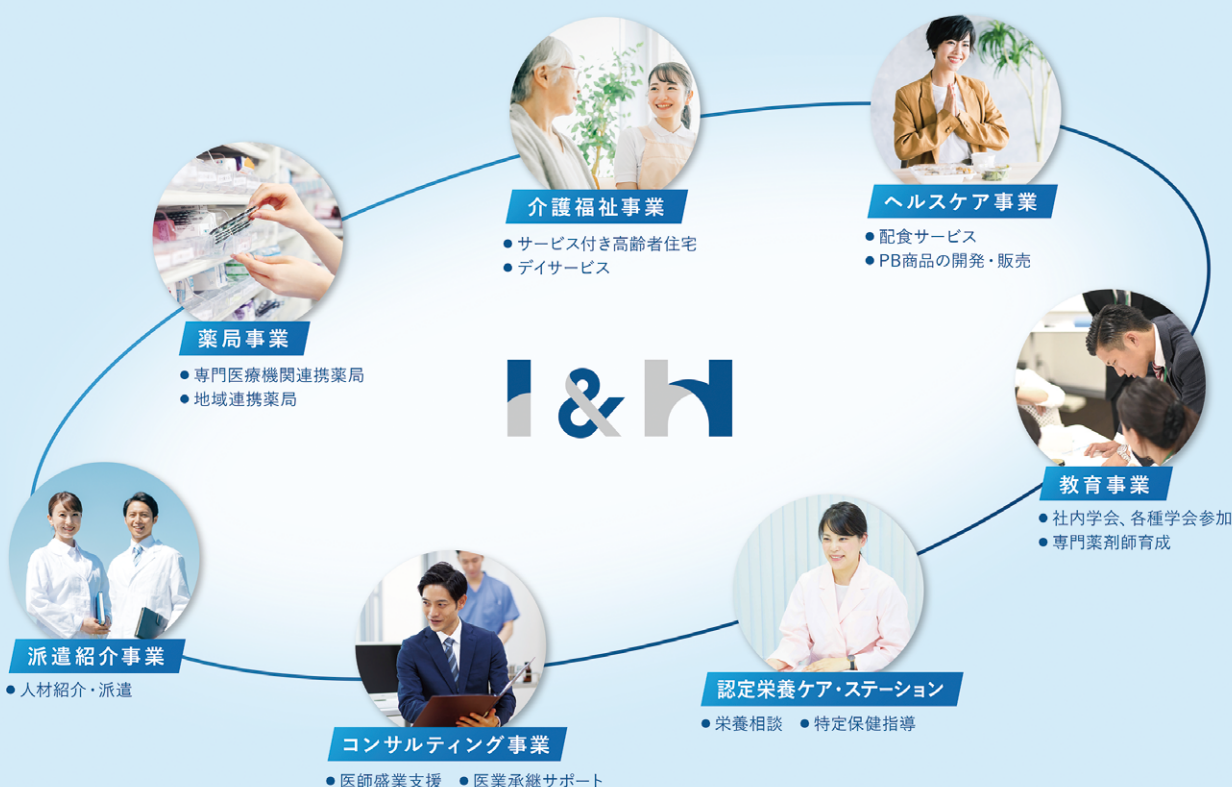 介護福祉事業
● サービス付き高齢者住宅
● デイサービス
ヘルスケア事業
● 配食サービス
● PB商品の開発・販売
薬局事業
● 専門医療機関連携薬局
● 地域連携薬局
I & H
教育事業
● 社内学会、各種学会参加
● 専門薬剤師育成
派遣紹介事業
● 人材紹介・派遣
コンサルティング事業
● 医師盛業支援 ● 医業承継サポート
認定栄養ケア・ステーション
● 栄養相談 ● 特定保健指導